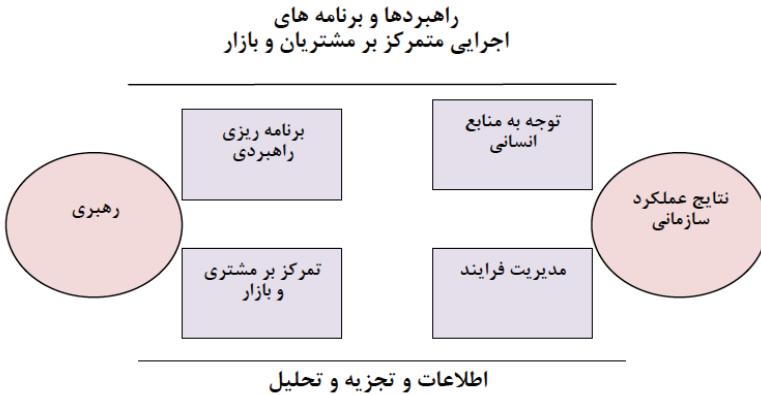 راهبردها و برنامه های
اجرایی متمرکز بر مشتریان و بازار
توجه به منابع
انسانی
برنامه ریزی
راهبردی
نتایج عملکرد
سازمانی
رهبری
مدیریت فرایند
تمرکز بر مشتری
و بازار
اطلاعات و تجزیه و تحلیل